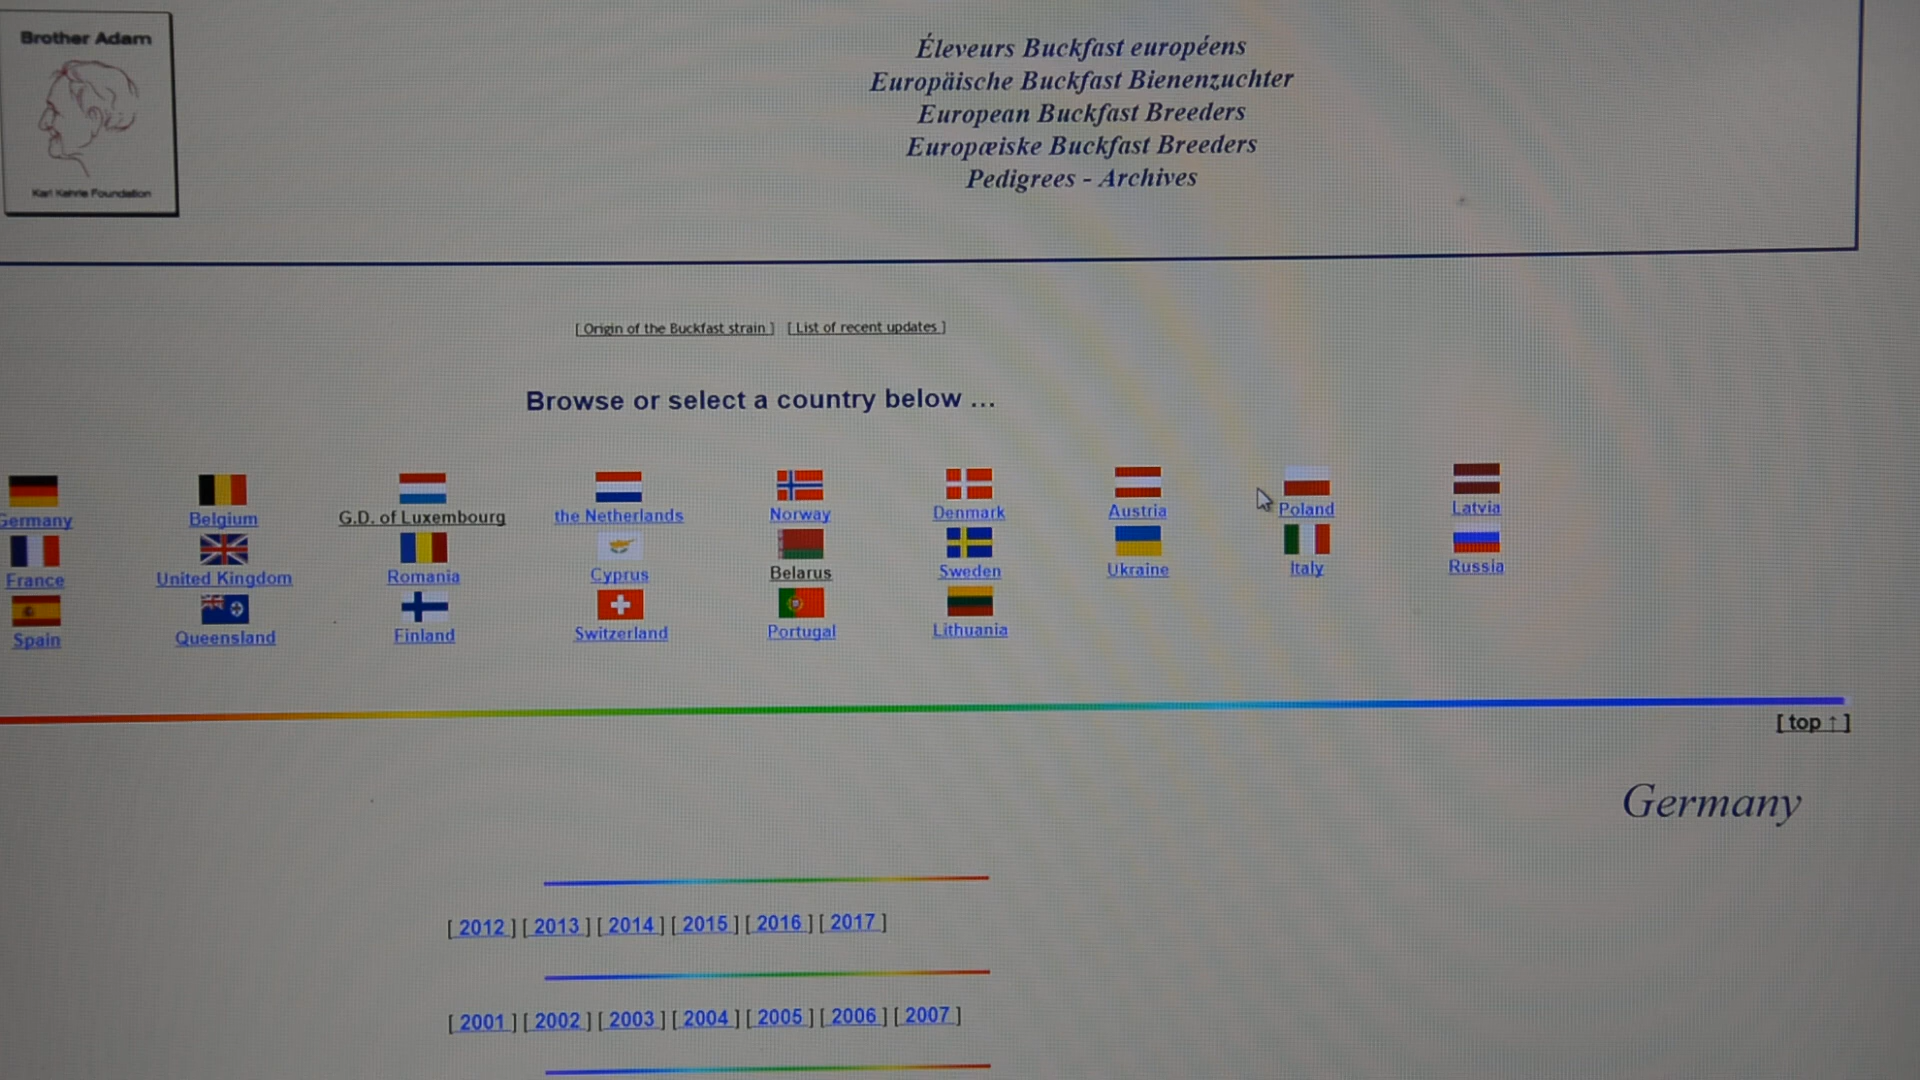 Brother Adam
Karl Kehrle Foundation
Éleveurs Buckfast européens
Europäische Buckfast Bienenzuchter
European Buckfast Breeders
Europæiske Buckfast Breeders
Pedigrees - Archives
[ Origin of the Buckfast strain ] [ List of recent updates ]
Browse or select a country below ...
Germany Belgium G.D. of Luxembourg the Netherlands Norway Denmark Austria Poland Latvia
France United Kingdom Romania Cyprus Belarus Sweden Ukraine Italy Russia
Spain Queensland Finland Switzerland Portugal Lithuania
[ top ↑ ]
Germany
[ 2012 ] [ 2013 ] [ 2014 ] [ 2015 ] [ 2016 ] [ 2017 ]
[ 2001 ] [ 2002 ] [ 2003 ] [ 2004 ] [ 2005 ] [ 2006 ] [ 2007 ]